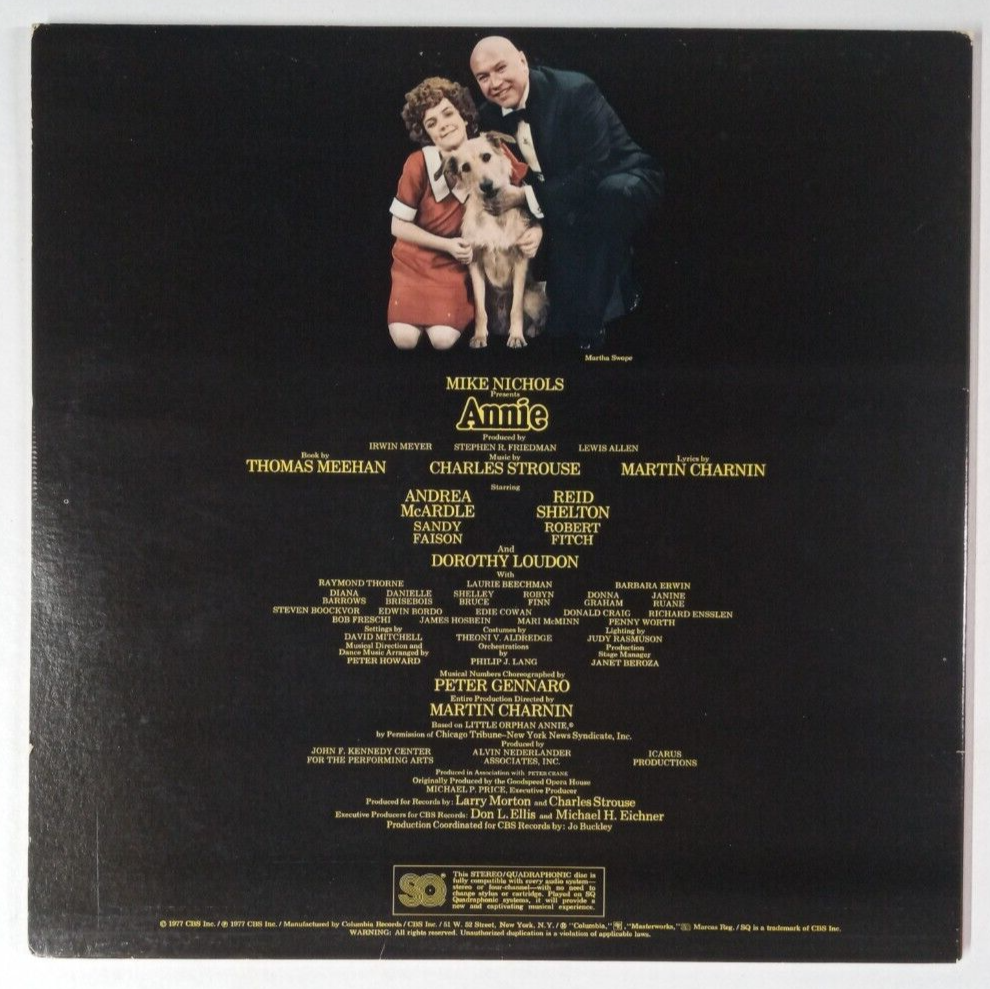 Martha Swope
MIKE NICHOLS
Presents
Annie
Produced by
IRWIN MEYER STEPHEN R. FRIEDMAN LEWIS ALLEN
Book by Music by Lyrics by
THOMAS MEEHAN CHARLES STROUSE MARTIN CHARNIN
Starring
ANDREA REID
McARDLE SHELTON
SANDY ROBERT
FAISON FITCH
And
DOROTHY LOUDON
With
RAYMOND THORNE LAURIE BEECHMAN BARBARA ERWIN
DIANA DANIELLE SHELLEY ROBYN DONNA JANINE
BARROWS BRISEBOIS BRUCE FINN GRAHAM RUANE
STEVEN BOOCKVOR EDWIN BORDO EDIE COWAN DONALD CRAIG RICHARD ENSSLEN
BOB FRESCHI JAMES HOSBEIN MARI McMINN PENNY WORTH
Settings by Costumes by Lighting by
DAVID MITCHELL THEONI V. ALDREDGE JUDY RASMUSON
Musical Direction and Orchestrations Production
Dance Music Arranged by by Stage Manager
PETER HOWARD PHILIP J. LANG JANET BEROZA
Musical Numbers Choreographed by
PETER GENNARO
Entire Production Directed by
MARTIN CHARNIN
Based on LITTLE ORPHAN ANNIE,®
by Permission of Chicago Tribune–New York News Syndicate, Inc.
Produced by
JOHN F. KENNEDY CENTER ALVIN NEDERLANDER ICARUS
FOR THE PERFORMING ARTS ASSOCIATES, INC. PRODUCTIONS
Produced in Association with PETER CRANE
Originally Produced by the Goodspeed Opera House
MICHAEL P. PRICE, Executive Producer
Produced for Records by: Larry Morton and Charles Strouse
Executive Producers for CBS Records: Don L. Ellis and Michael H. Eichner
Production Coordinated for CBS Records by: Jo Buckley
SQ
This STEREO/QUADRAPHONIC disc is
fully compatible with every audio system—
stereo or four-channel—with no need to
change stylus or cartridge. Played on SQ
Quadraphonic systems, it will provide a
new and captivating musical experience.
© 1977 CBS Inc. / ℗ 1977 CBS Inc. / Manufactured by Columbia Records / CBS Inc. / 51 W. 52 Street, New York, N.Y. / ® "Columbia," "Masterworks," Marcas Reg. / SQ is a trademark of CBS Inc.
WARNING: All rights reserved. Unauthorized duplication is a violation of applicable laws.